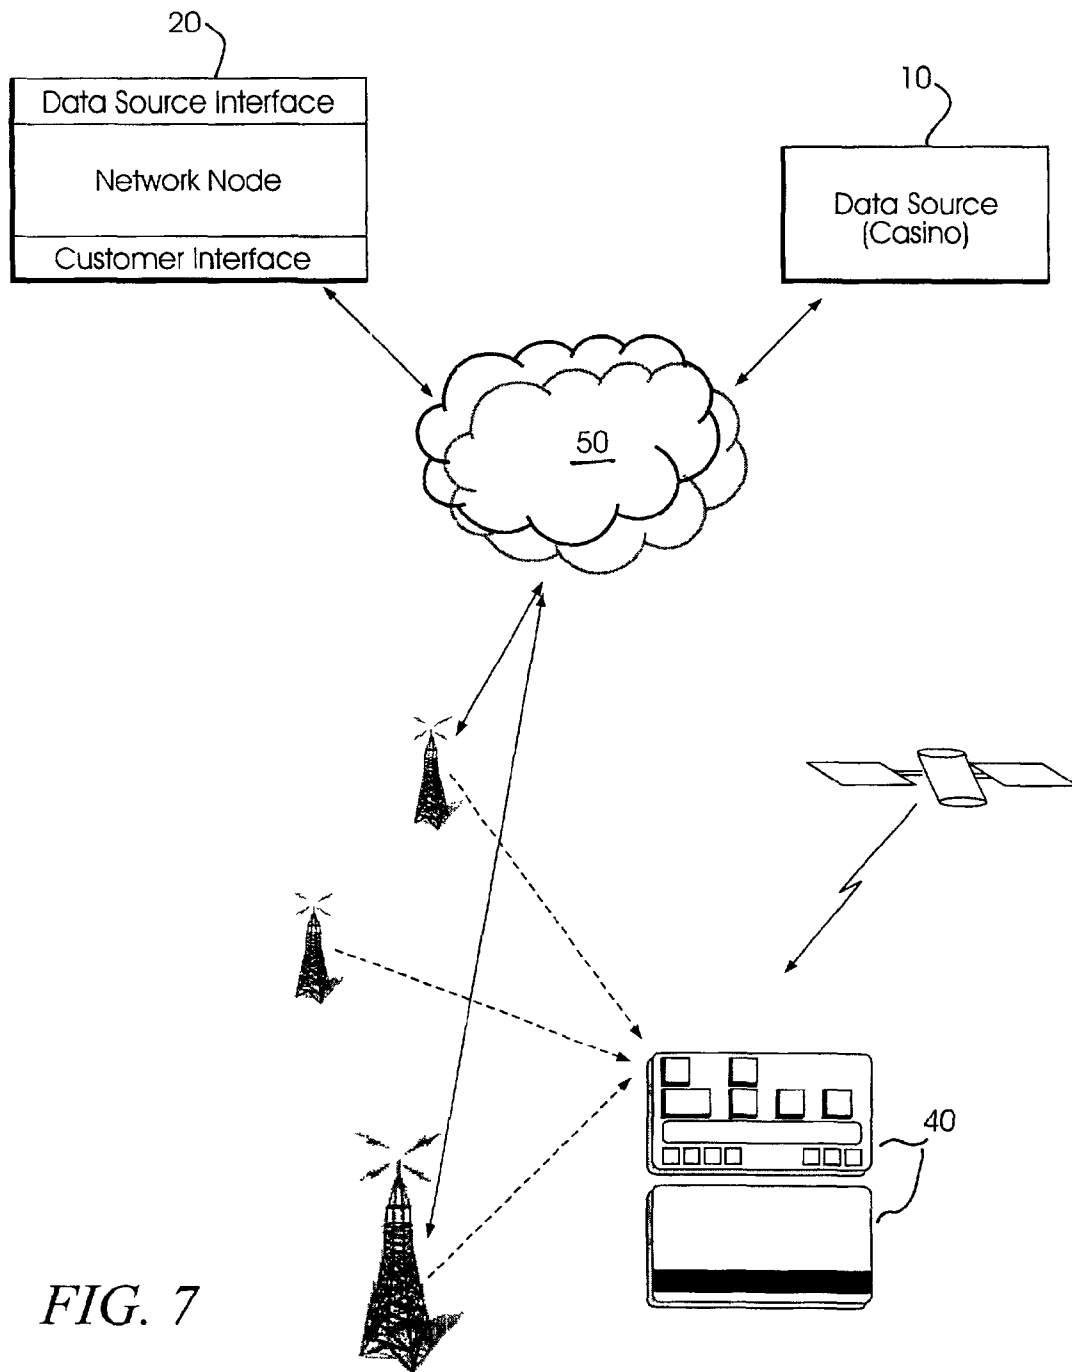 20
Data Source Interface
Network Node
Customer Interface
10
Data Source
(Casino)
50
40
FIG. 7